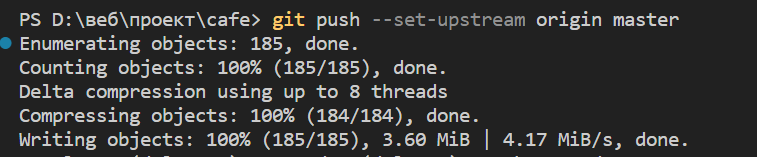 PS D:\веб\проект\cafe> git push --set-upstream origin master
Enumerating objects: 185, done.
Counting objects: 100% (185/185), done.
Delta compression using up to 8 threads
Compressing objects: 100% (184/184), done.
Writing objects: 100% (185/185), 3.60 MiB | 4.17 MiB/s, done.